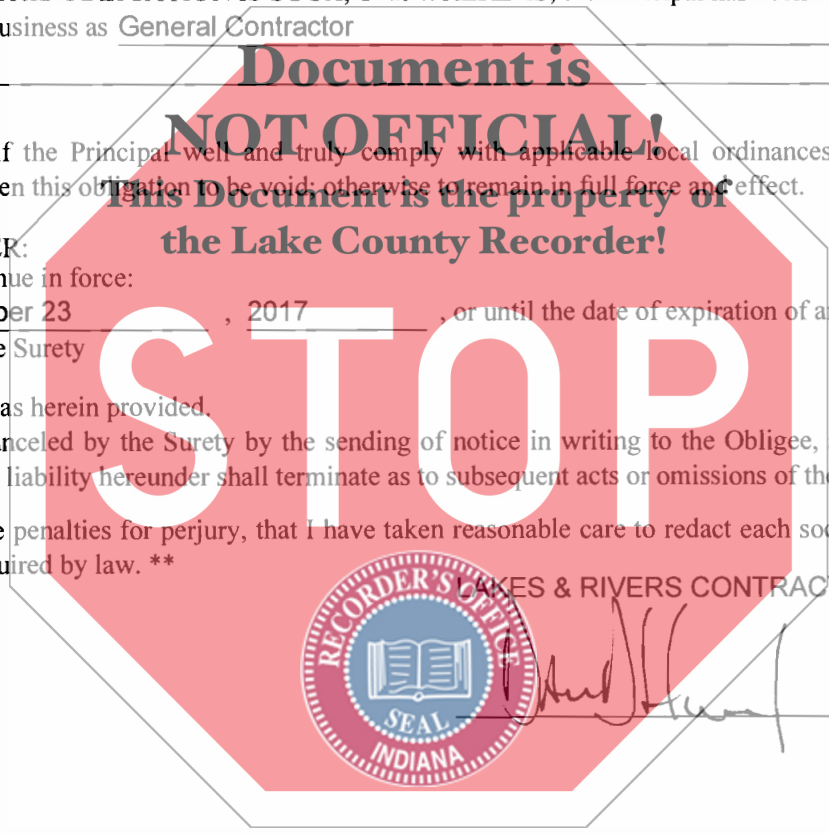 usiness as General Contractor
Document is
NOT OFFICIAL!
f the Principal well and truly comply with applicable local ordinances
en this obligation to be void; otherwise to remain in full force and effect.
This Document is the property of
the Lake County Recorder!
R:
nue in force:
ber 23 , 2017 , or until the date of expiration of
e Surety
as herein provided.
nceled by the Surety by the sending of notice in writing to the Obligee,
liability hereunder shall terminate as to subsequent acts or omissions of the
e penalties for perjury, that I have taken reasonable care to redact each soc
uired by law. **
LAKES & RIVERS CONTRAC
STOP
RECORDER'S OFFICE
SEAL
INDIANA